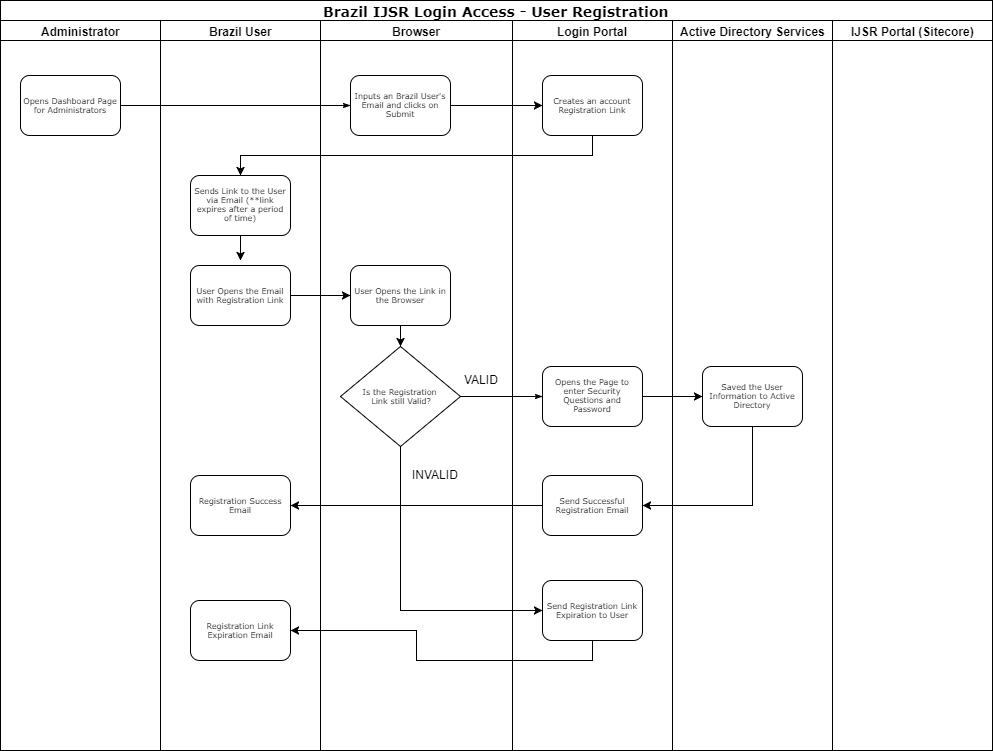 Brazil IJSR Login Access - User Registration
Administrator
Brazil User
Browser
Login Portal
Active Directory Services
IJSR Portal (Sitecore)
Opens Dashboard Page
for Administrators
Inputs an Brazil User's
Email and clicks on
Submit
Creates an account
Registration Link
Sends Link to the User
via Email (**link
expires after a period
of time)
User Opens the Email
with Registration Link
User Opens the Link in
the Browser
Is the Registration
Link still Valid?
VALID
Opens the Page to
enter Security
Questions and
Password
Saved the User
Information to Active
Directory
INVALID
Registration Success
Email
Send Successful
Registration Email
Send Registration Link
Expiration to User
Registration Link
Expiration Email